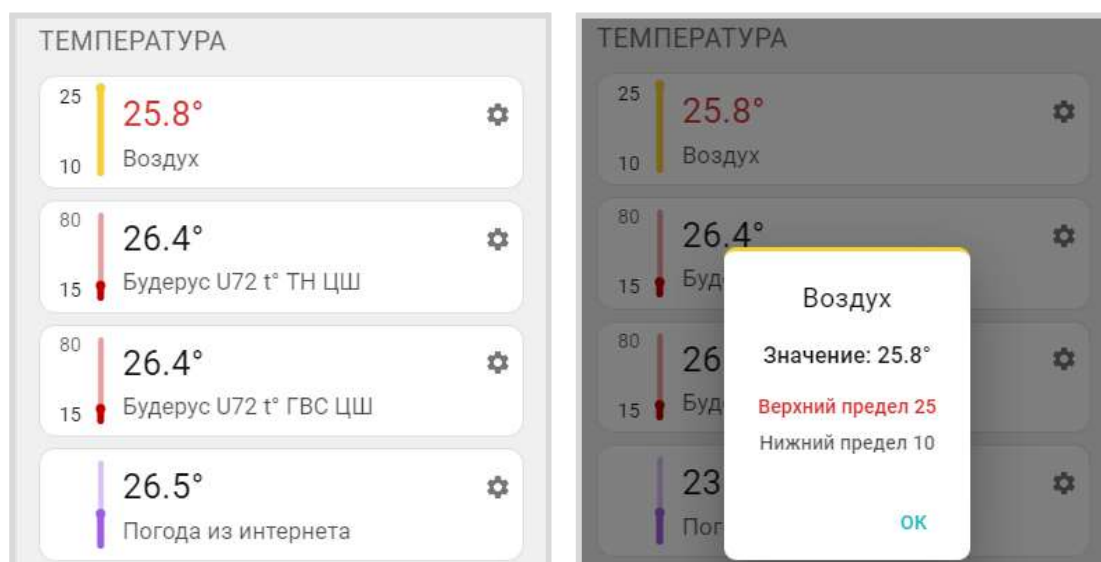 ТЕМПЕРАТУРА
25
25.8°
Воздух
10
80
26.4°
Будерус U72 t° ТН ЦШ
15
80
26.4°
Будерус U72 t° ГВС ЦШ
15
26.5°
Погода из интернета
ТЕМПЕРАТУРА
25
25.8°
Воздух
10
80
26.4°
Буд
15
80
26
Буд
15
23
Пог
Воздух
Значение: 25.8°
Верхний предел 25
Нижний предел 10
ОК